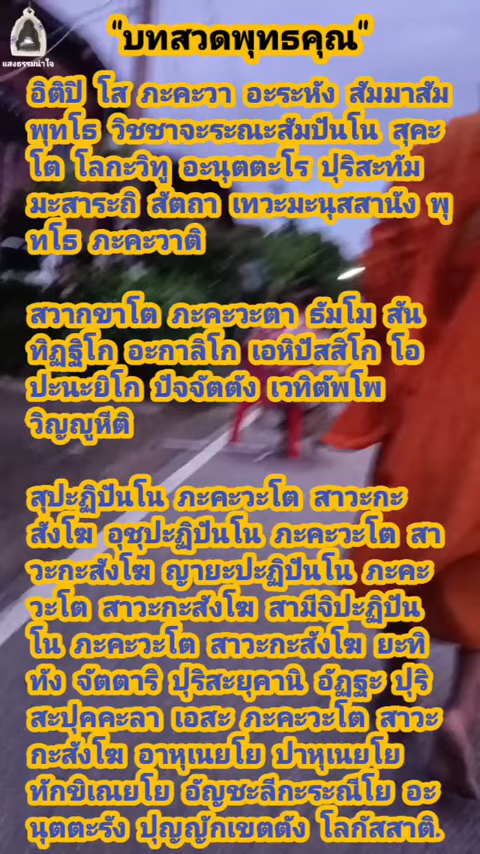 แสงธรรมนำใจ
"บทสวดพุทธคุณ"
อิติปิ โส ภะคะวา อะระหัง สัมมาสัม
พุทโธ วิชชาจะระณะสัมปันโน สุคะ
โต โลกะวิทู อะนุตตะโร ปุริสะทัม
มะสาระถิ สัตถา เทวะมะนุสสานัง พุ
ทโธ ภะคะวาติ
สวากขาโต ภะคะวะตา ธัมโม สัน
ทิฏฐิโก อะกาลิโก เอหิปัสสิโก โอ
ปะนะยิโก ปัจจัตตัง เวทิตัพโพ
วิญญูหีติ
สุปะฏิปันโน ภะคะวะโต สาวะกะ
สังโฆ อุชุปะฏิปันโน ภะคะวะโต สา
วะกะสังโฆ ญายะปะฏิปันโน ภะคะ
วะโต สาวะกะสังโฆ สามีจิปะฏิปัน
โน ภะคะวะโต สาวะกะสังโฆ ยะทิ
ทัง จัตตาริ ปุริสะยุคานิ อัฏฐะ ปุริ
สะปุคคะลา เอสะ ภะคะวะโต สาวะ
กะสังโฆ อาหุเนยโย ปาหุเนยโย
ทักขิเณยโย อัญชะลีกะระณีโย อะ
นุตตะรัง ปุญญักเขตตัง โลกัสสาติ.